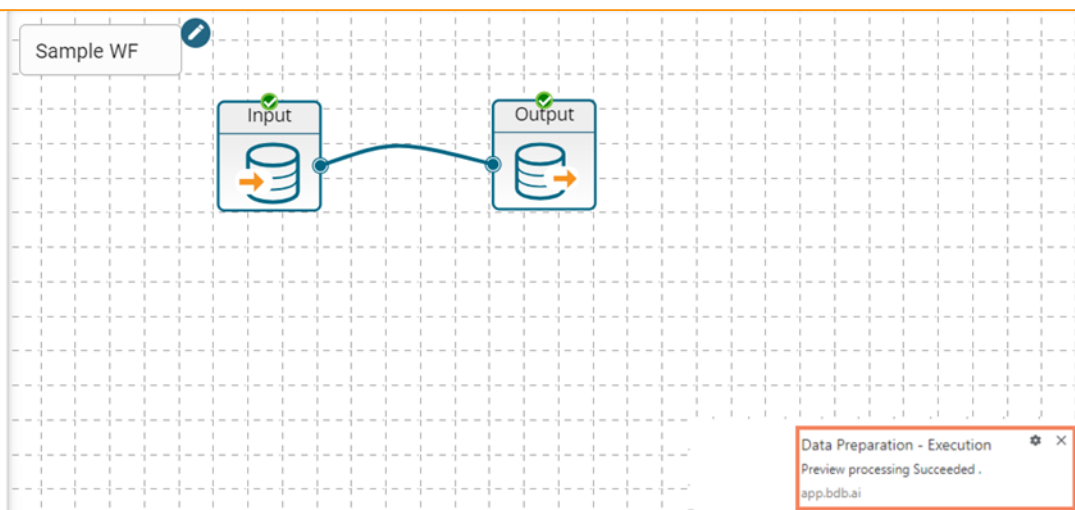 Sample WF
Input
Output
Data Preparation - Execution
Preview processing Succeeded .
app.bdb.ai